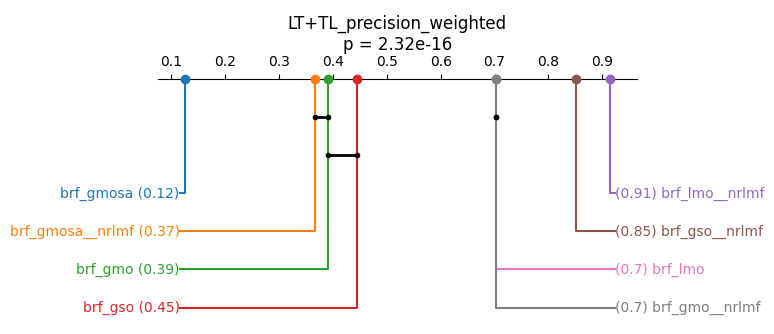 LT+TL_precision_weighted
p = 2.32e-16
0.1 0.2 0.3 0.4 0.5 0.6 0.7 0.8 0.9
brf_gmosa (0.12)
(0.91) brf_lmo__nrlmf
brf_gmosa__nrlmf (0.37)
(0.85) brf_gso__nrlmf
brf_gmo (0.39)
(0.7) brf_lmo
brf_gso (0.45)
(0.7) brf_gmo__nrlmf